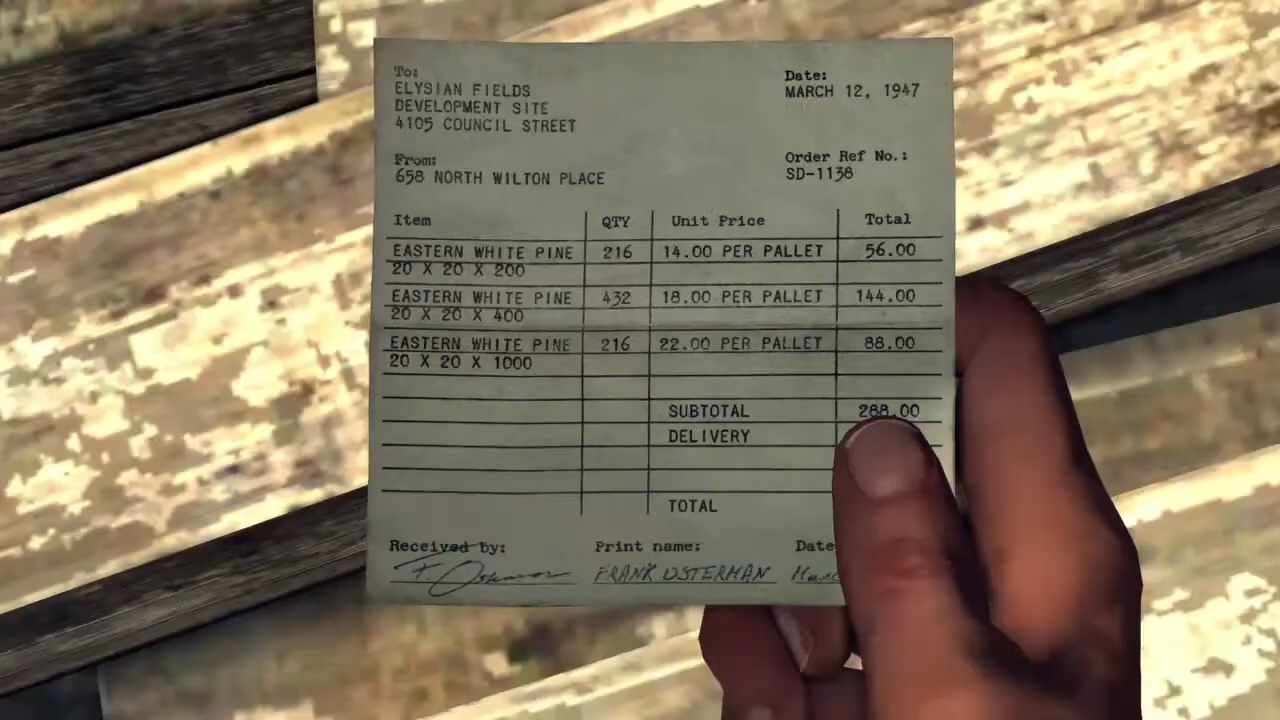 To:
ELYSIAN FIELDS
DEVELOPMENT SITE
4105 COUNCIL STREET
Date:
MARCH 12, 1947
From:
658 NORTH WILTON PLACE
Order Ref No.:
SD-1138
Item QTY Unit Price Total
EASTERN WHITE PINE 216 14.00 PER PALLET 56.00
20 X 20 X 200
EASTERN WHITE PINE 432 18.00 PER PALLET 144.00
20 X 20 X 400
EASTERN WHITE PINE 216 22.00 PER PALLET 88.00
20 X 20 X 1000
SUBTOTAL 288.00
DELIVERY
TOTAL
Received by: Print name: Date
F. Osterman FRANK OSTERMAN